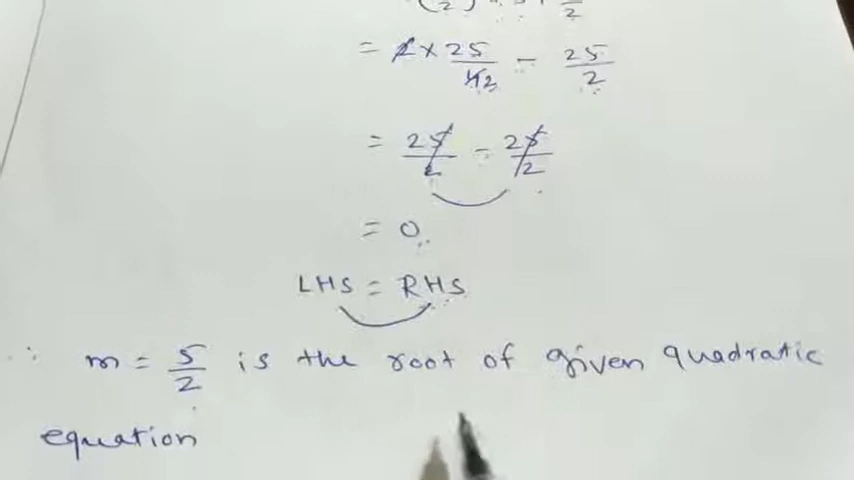 = 2 × 25/42 - 25/2
= 25/2 - 25/2
= 0
LHS = RHS
∴ m = 5/2 is the root of given quadratic
equation